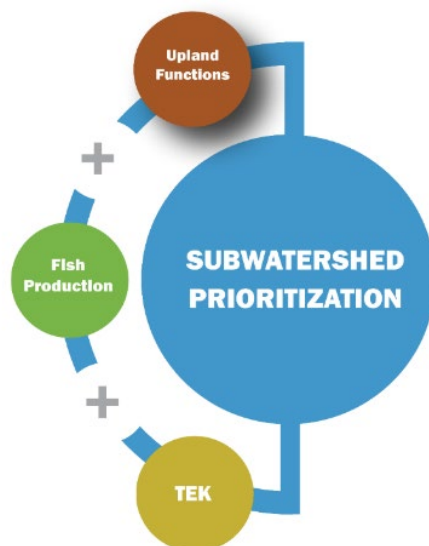 Upland
Functions
+
Fish
Production
SUBWATERSHED
PRIORITIZATION
+
TEK